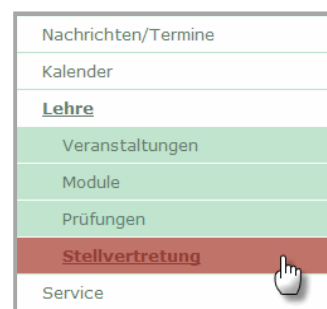 Nachrichten/Termine
Kalender
Lehre
Veranstaltungen
Module
Prüfungen
Stellvertretung
Service